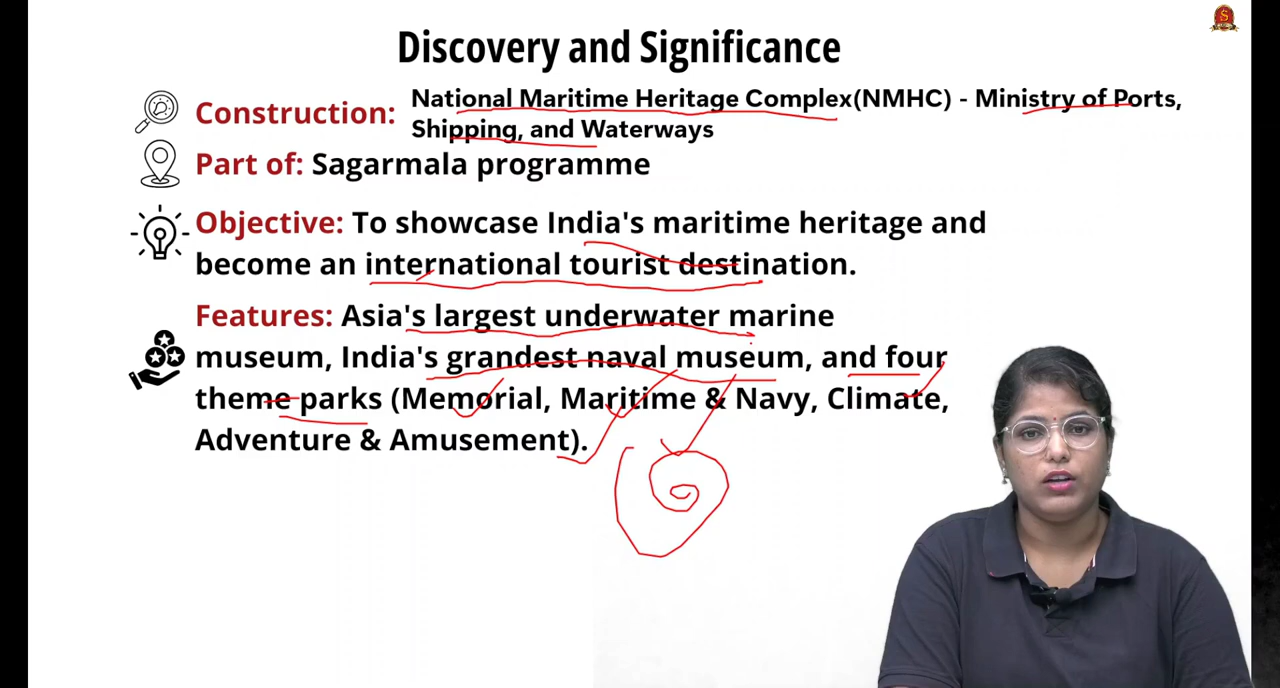 Discovery and Significance
Construction: National Maritime Heritage Complex(NMHC) - Ministry of Ports,
Shipping, and Waterways
Part of: Sagarmala programme
Objective: To showcase India's maritime heritage and
become an international tourist destination.
Features: Asia's largest underwater marine
museum, India's grandest naval museum, and four
theme parks (Memorial, Maritime & Navy, Climate,
Adventure & Amusement).